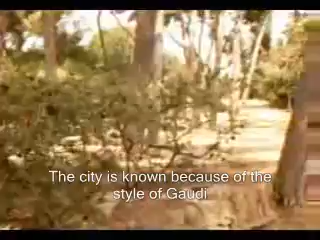 The city is known because of the
style of Gaudi